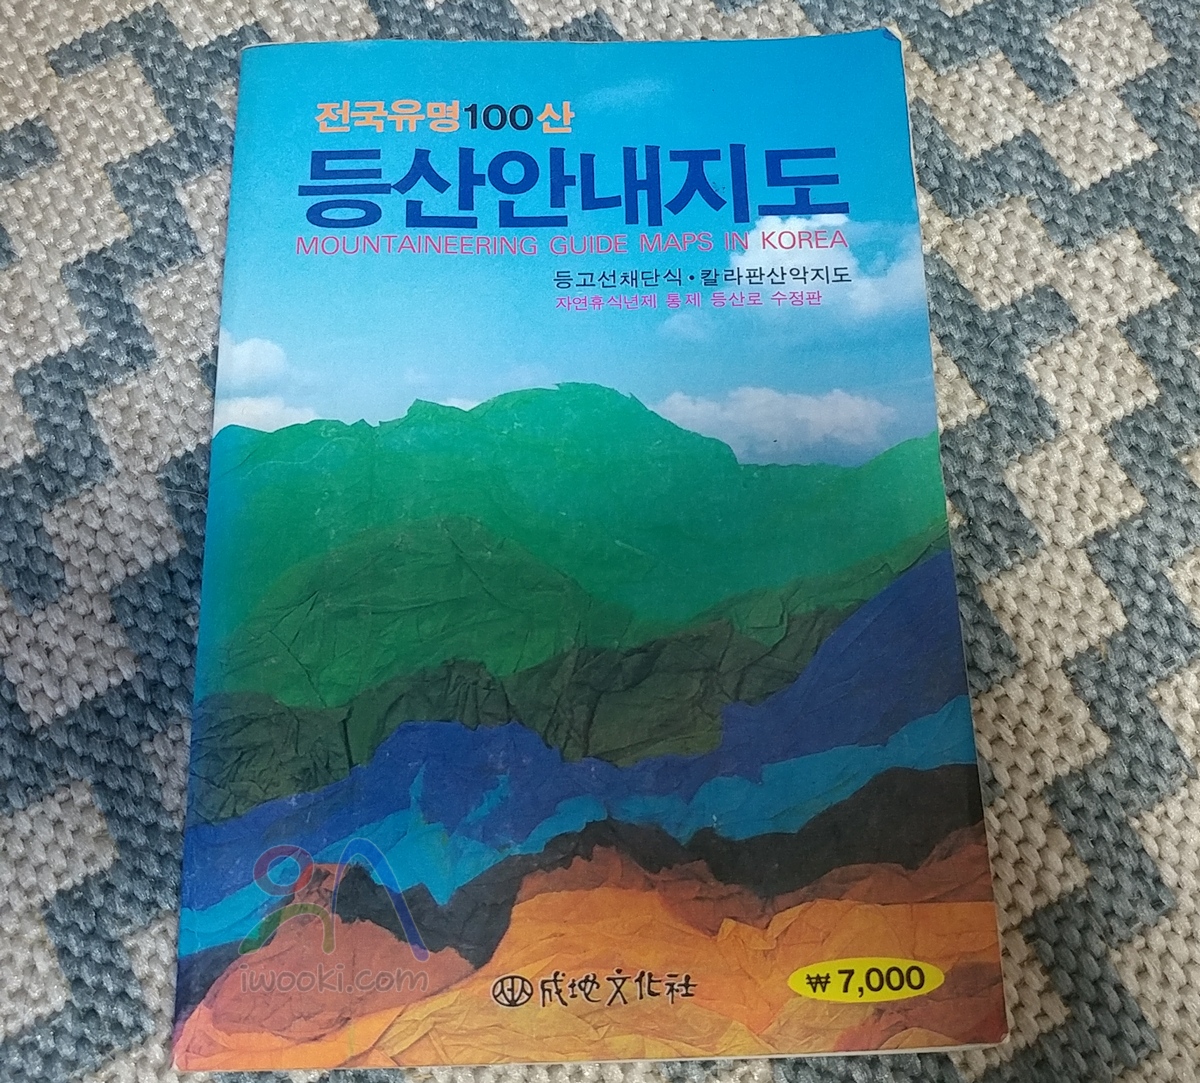 전국유명100산
등산안내지도
MOUNTAINEERING GUIDE MAPS IN KOREA
등고선채단식·칼라판산악지도
자연휴식년제 통제 등산로 수정판
iwooki.com
成地文化社
₩7,000